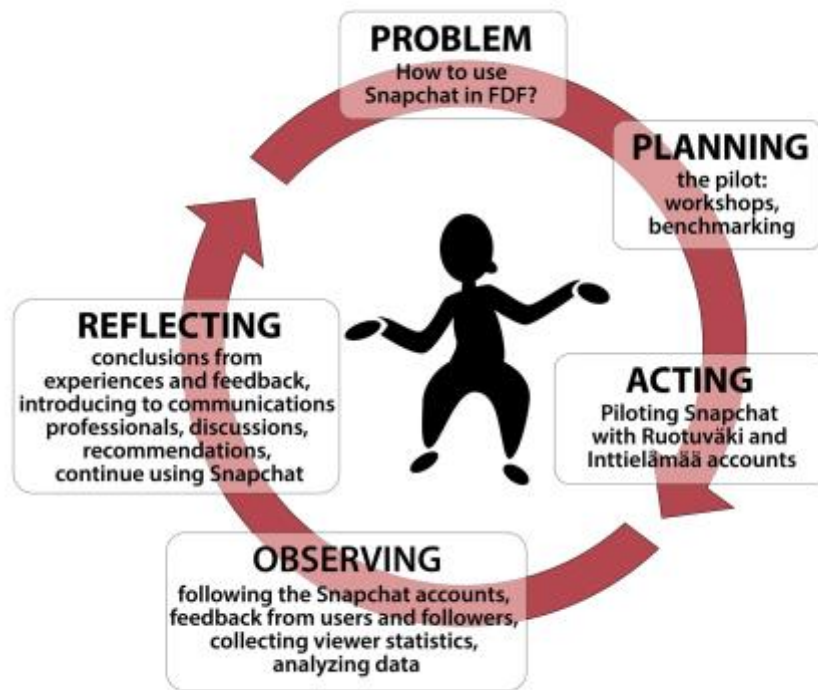 PROBLEM
How to use
Snapchat in FDF?
PLANNING
the pilot:
workshops,
benchmarking
ACTING
Piloting Snapchat
with Ruotuväki and
Inttielämää accounts
OBSERVING
following the Snapchat accounts,
feedback from users and followers,
collecting viewer statistics,
analyzing data
REFLECTING
conclusions from
experiences and feedback,
introducing to communications
professionals, discussions,
recommendations,
continue using Snapchat